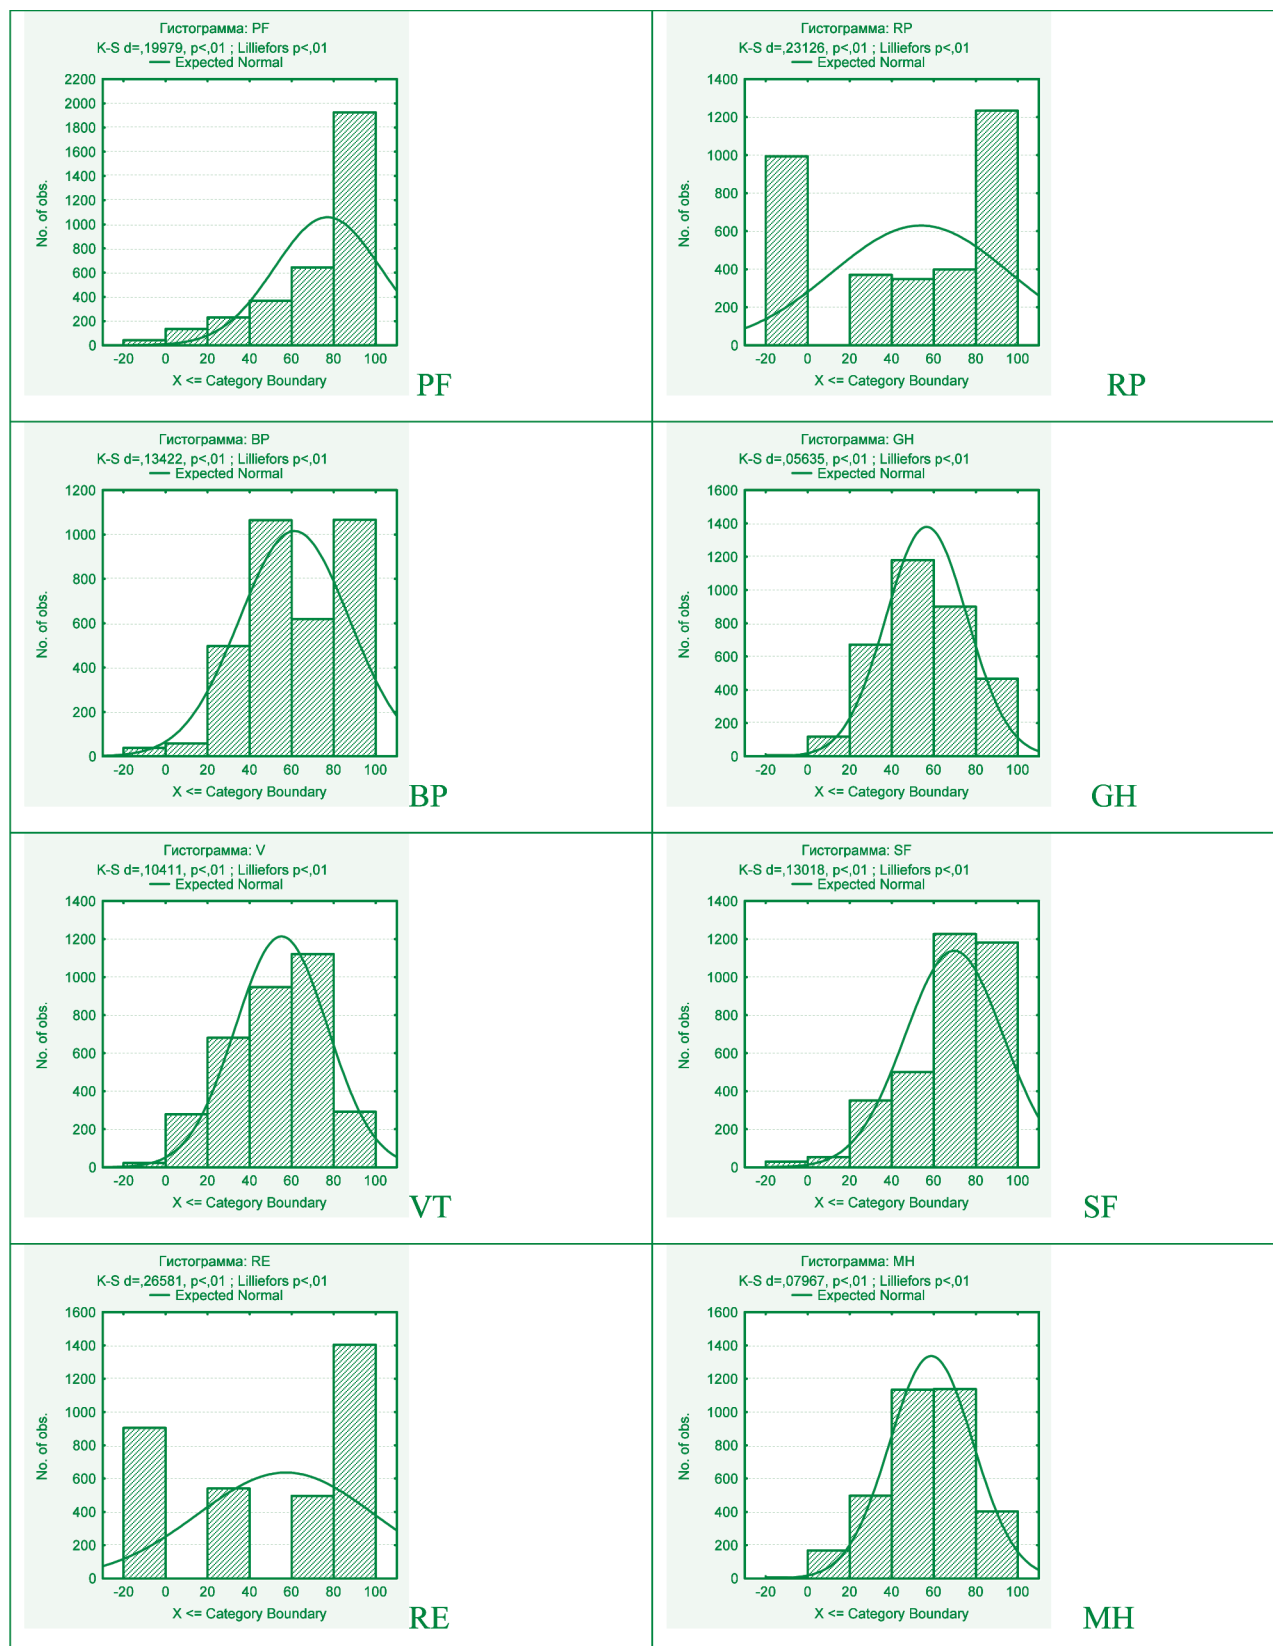 Гистограмма: PF
K-S d=,19979, p<,01 ; Lilliefors p<,01
Expected Normal
2200
2000
1800
1600
1400
1200
1000
800
600
400
200
0
No. of obs.
-20 0 20 40 60 80 100
X <= Category Boundary
PF
Гистограмма: RP
K-S d=,23126, p<,01 ; Lilliefors p<,01
Expected Normal
1400
1200
1000
800
600
400
200
0
No. of obs.
-20 0 20 40 60 80 100
X <= Category Boundary
RP
Гистограмма: BP
K-S d=,13422, p<,01 ; Lilliefors p<,01
Expected Normal
1200
1000
800
600
400
200
0
No. of obs.
-20 0 20 40 60 80 100
X <= Category Boundary
BP
Гистограмма: GH
K-S d=,05635, p<,01 ; Lilliefors p<,01
Expected Normal
1600
1400
1200
1000
800
600
400
200
0
No. of obs.
-20 0 20 40 60 80 100
X <= Category Boundary
GH
Гистограмма: V
K-S d=,10411, p<,01 ; Lilliefors p<,01
Expected Normal
1400
1200
1000
800
600
400
200
0
No. of obs.
-20 0 20 40 60 80 100
X <= Category Boundary
VT
Гистограмма: SF
K-S d=,13018, p<,01 ; Lilliefors p<,01
Expected Normal
1400
1200
1000
800
600
400
200
0
No. of obs.
-20 0 20 40 60 80 100
X <= Category Boundary
SF
Гистограмма: RE
K-S d=,26581, p<,01 ; Lilliefors p<,01
Expected Normal
1600
1400
1200
1000
800
600
400
200
0
No. of obs.
-20 0 20 40 60 80 100
X <= Category Boundary
RE
Гистограмма: MH
K-S d=,07967, p<,01 ; Lilliefors p<,01
Expected Normal
1600
1400
1200
1000
800
600
400
200
0
No. of obs.
-20 0 20 40 60 80 100
X <= Category Boundary
MH